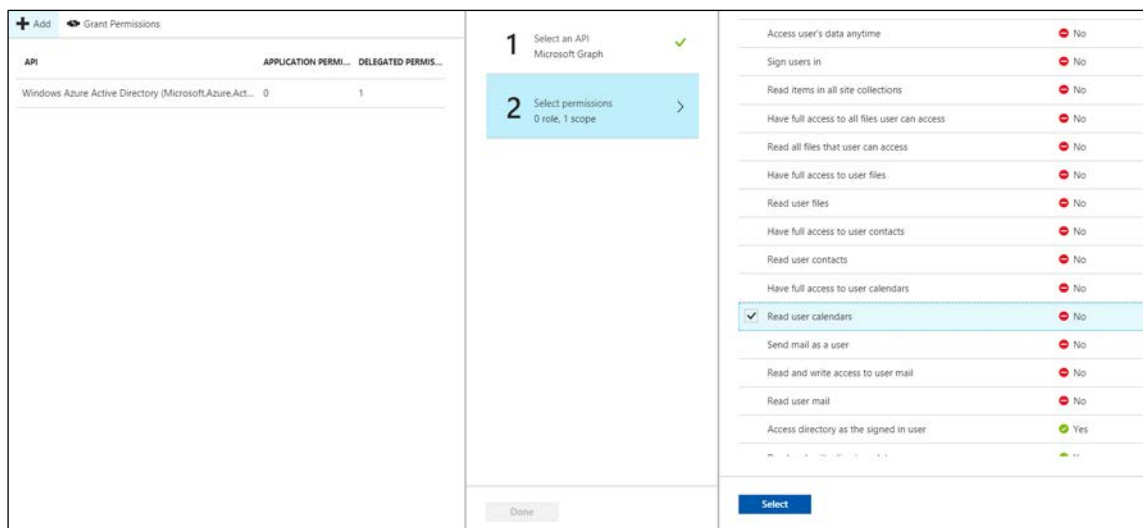 Add Grant Permissions
API APPLICATION PERMI... DELEGATED PERMIS...
Windows Azure Active Directory (Microsoft.Azure.Act... 0 1
1 Select an API
Microsoft Graph
2 Select permissions
0 role, 1 scope
Done
Access user's data anytime No
Sign users in No
Read items in all site collections No
Have full access to all files user can access No
Read all files that user can access No
Have full access to user files No
Read user files No
Have full access to user contacts No
Read user contacts No
Have full access to user calendars No
Read user calendars No
Send mail as a user No
Read and write access to user mail No
Read user mail No
Access directory as the signed in user Yes
Select